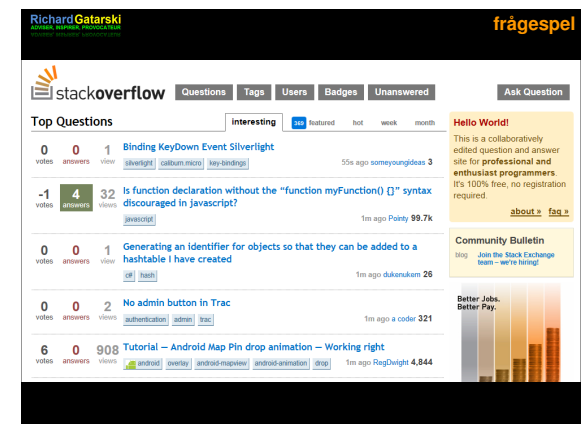 RichardGatarski
ADVISER, INSPIRER, PROVOCATEUR
frågespel
stackoverflow
Questions Tags Users Badges Unanswered Ask Question
Top Questions
interesting 369 featured hot week month
0 votes 0 answers 1 view
Binding KeyDown Event Silverlight
silverlight caliburn.micro key-bindings
55s ago someyoungideas 3
-1 votes 4 answers 32 views
Is function declaration without the “function myFunction() {}” syntax
discouraged in javascript?
javascript
1m ago Pointy 99.7k
0 votes 0 answers 1 view
Generating an identifier for objects so that they can be added to a
hashtable I have created
c# hash
1m ago dukenukem 26
0 votes 0 answers 2 views
No admin button in Trac
authentication admin trac
1m ago a coder 321
6 votes 0 answers 908 views
Tutorial — Android Map Pin drop animation — Working right
android overlay android-mapview android-animation drop
1m ago RegDwight 4,844
Hello World!
This is a collaboratively
edited question and answer
site for professional and
enthusiast programmers.
It's 100% free, no registration
required.
about » faq »
Community Bulletin
blog Join the Stack Exchange
team – we're hiring!
Better Jobs.
Better Pay.